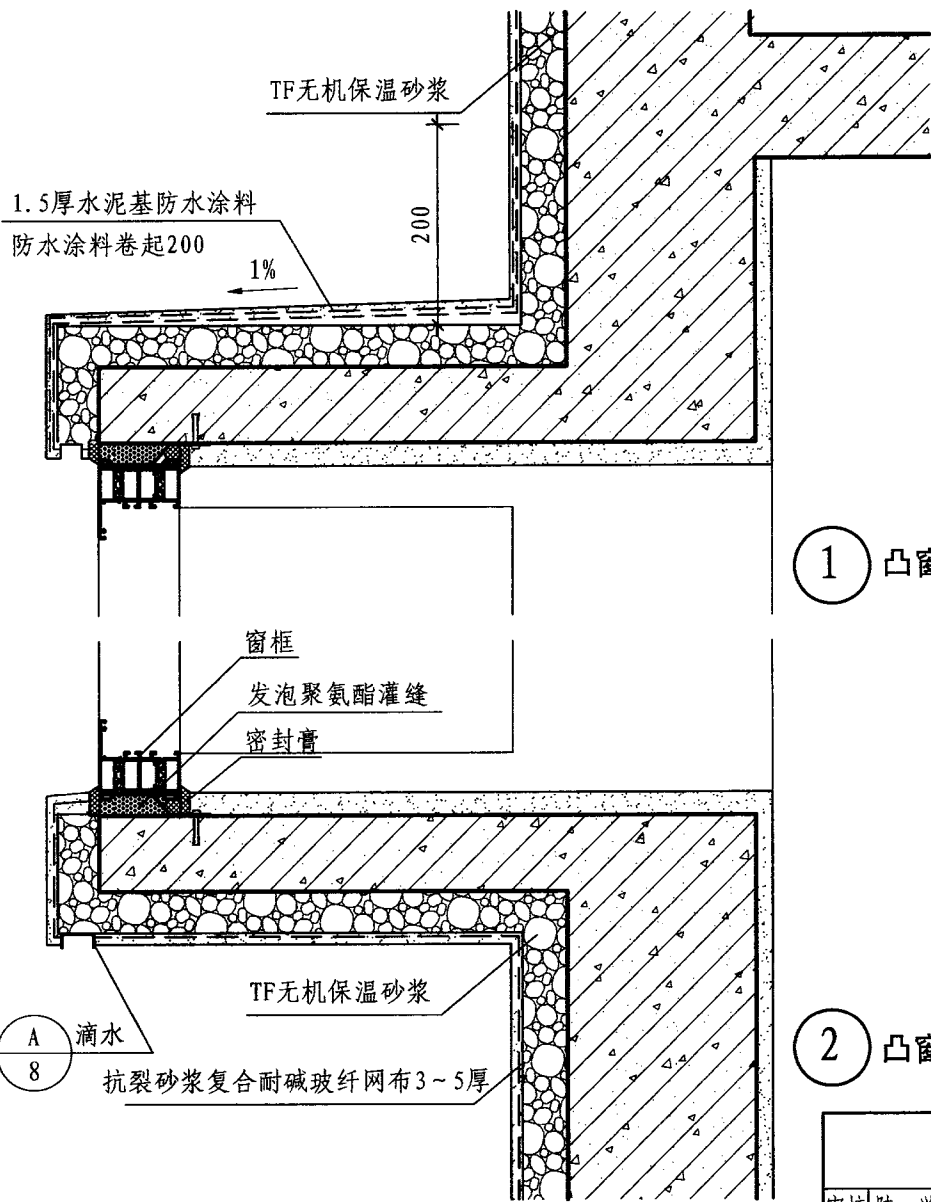 TF无机保温砂浆
1.5厚水泥基防水涂料
防水涂料卷起200
1%
200
1 凸窗
窗框
发泡聚氨酯灌缝
密封膏
TF无机保温砂浆
A
8
滴水
抗裂砂浆复合耐碱玻纤网布3~5厚
2 凸窗